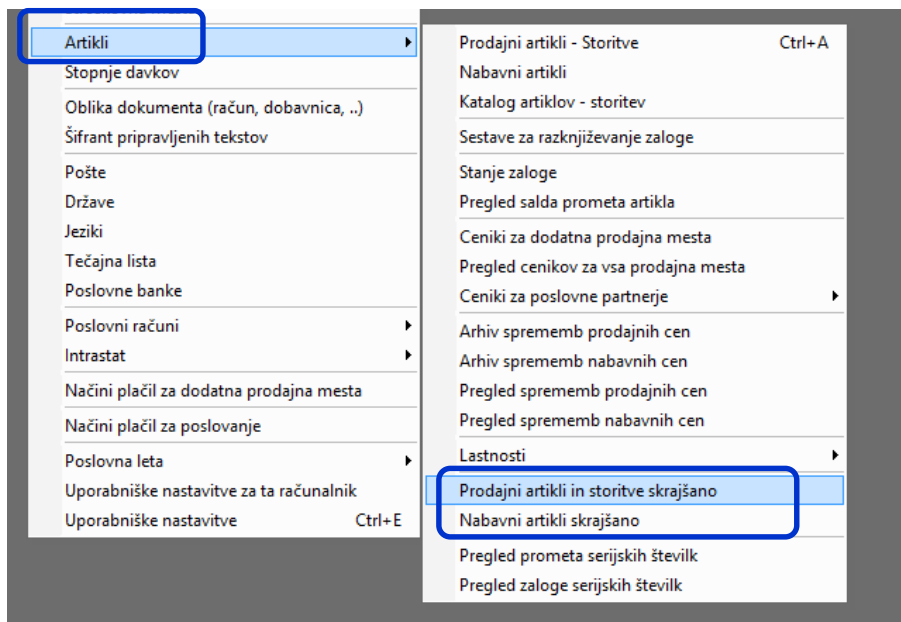 Artikli
Stopnje davkov
Oblika dokumenta (račun, dobavnica, ..)
Šifrant pripravljenih tekstov
Pošte
Države
Jeziki
Tečajna lista
Poslovne banke
Poslovni računi
Intrastat
Načini plačil za dodatna prodajna mesta
Načini plačil za poslovanje
Poslovna leta
Uporabniške nastavitve za ta računalnik
Uporabniške nastavitve Ctrl+E
Prodajni artikli - Storitve Ctrl+A
Nabavni artikli
Katalog artiklov - storitev
Sestave za razknjiževanje zaloge
Stanje zaloge
Pregled salda prometa artikla
Ceniki za dodatna prodajna mesta
Pregled cenikov za vsa prodajna mesta
Ceniki za poslovne partnerje
Arhiv sprememb prodajnih cen
Arhiv sprememb nabavnih cen
Pregled sprememb prodajnih cen
Pregled sprememb nabavnih cen
Lastnosti
Prodajni artikli in storitve skrajšano
Nabavni artikli skrajšano
Pregled prometa serijskih številk
Pregled zaloge serijskih številk